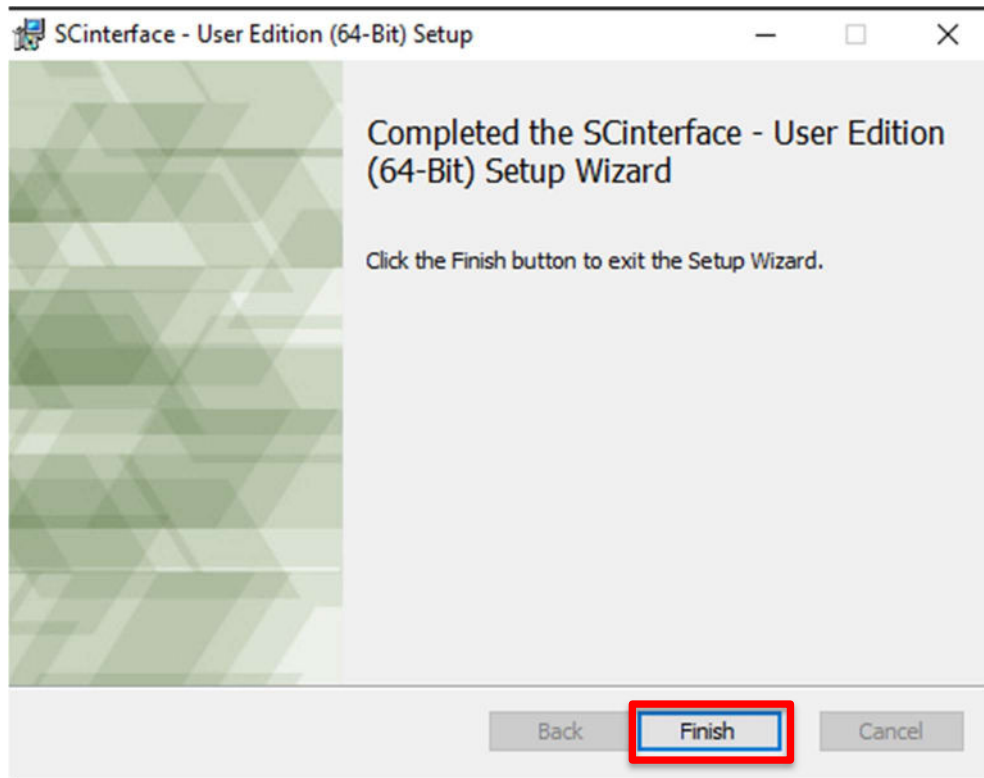 SCinterface - User Edition (64-Bit) Setup
Completed the SCinterface - User Edition
(64-Bit) Setup Wizard
Click the Finish button to exit the Setup Wizard.
Back Finish Cancel